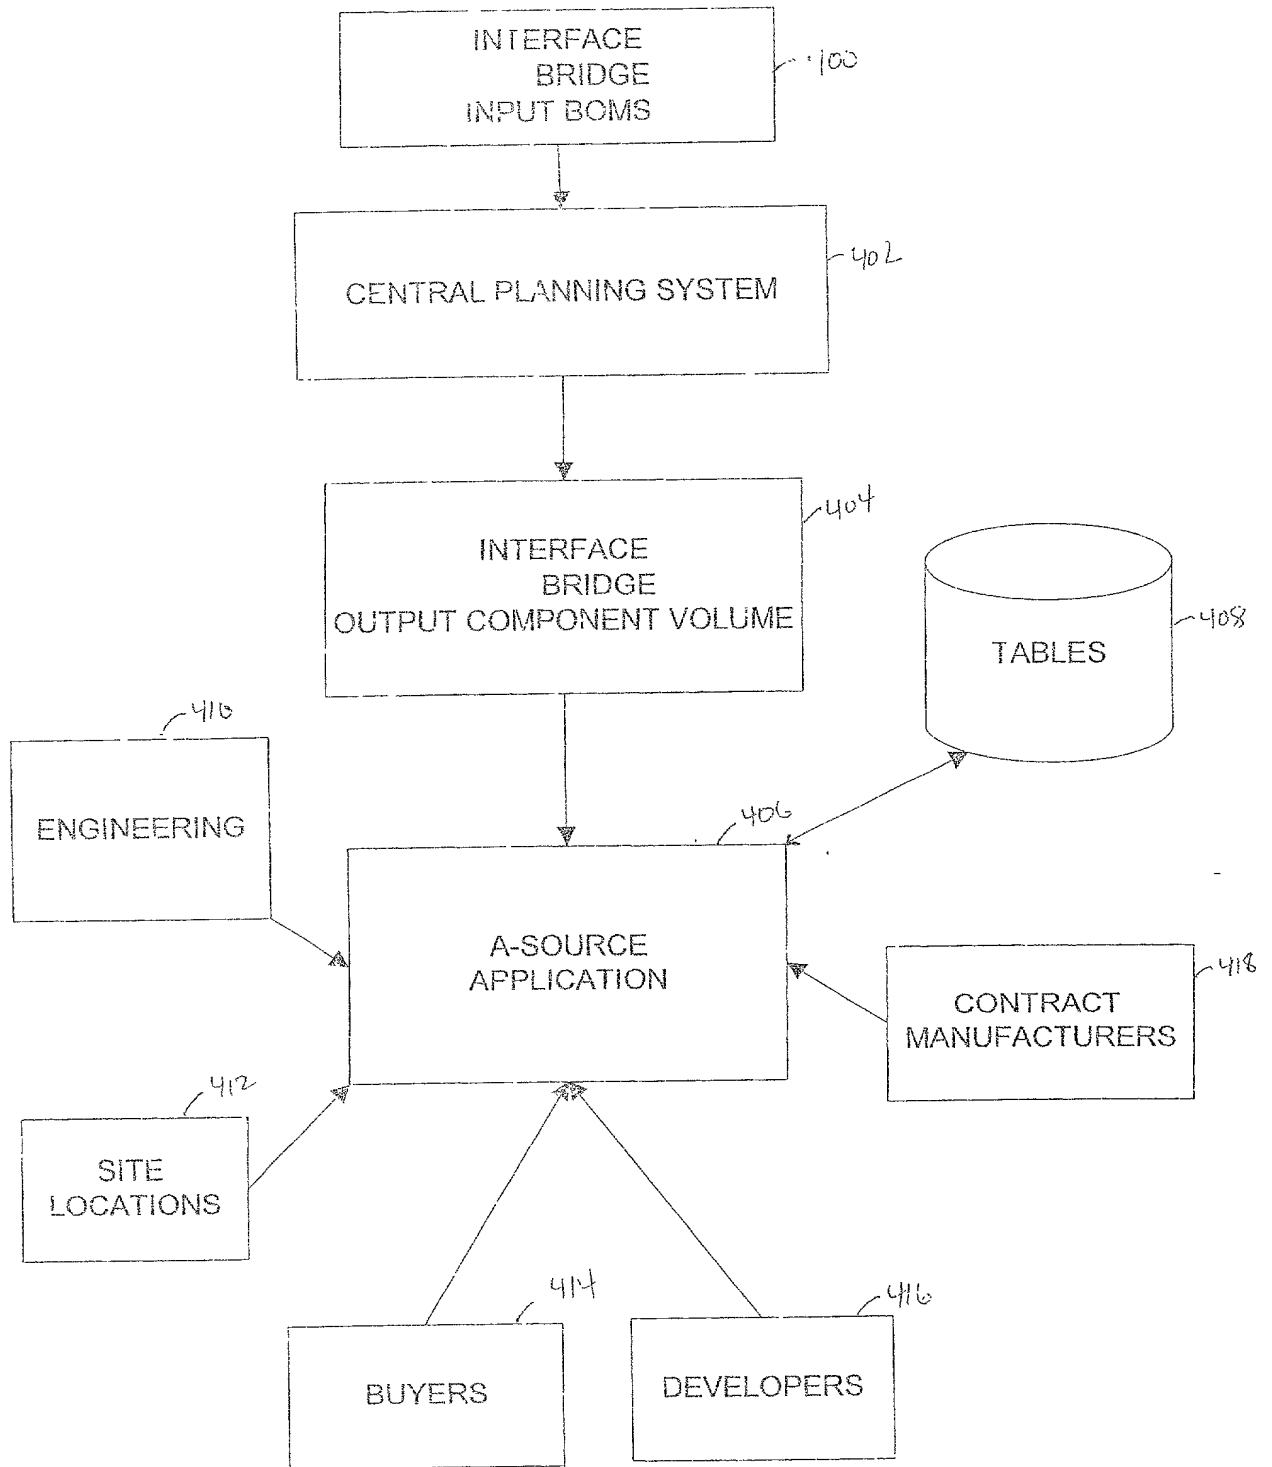 INTERFACE
BRIDGE
INPUT BOMS
400
CENTRAL PLANNING SYSTEM
402
INTERFACE
BRIDGE
OUTPUT COMPONENT VOLUME
404
TABLES
408
410
ENGINEERING
406
A-SOURCE
APPLICATION
CONTRACT
MANUFACTURERS
418
412
SITE
LOCATIONS
414
BUYERS
416
DEVELOPERS